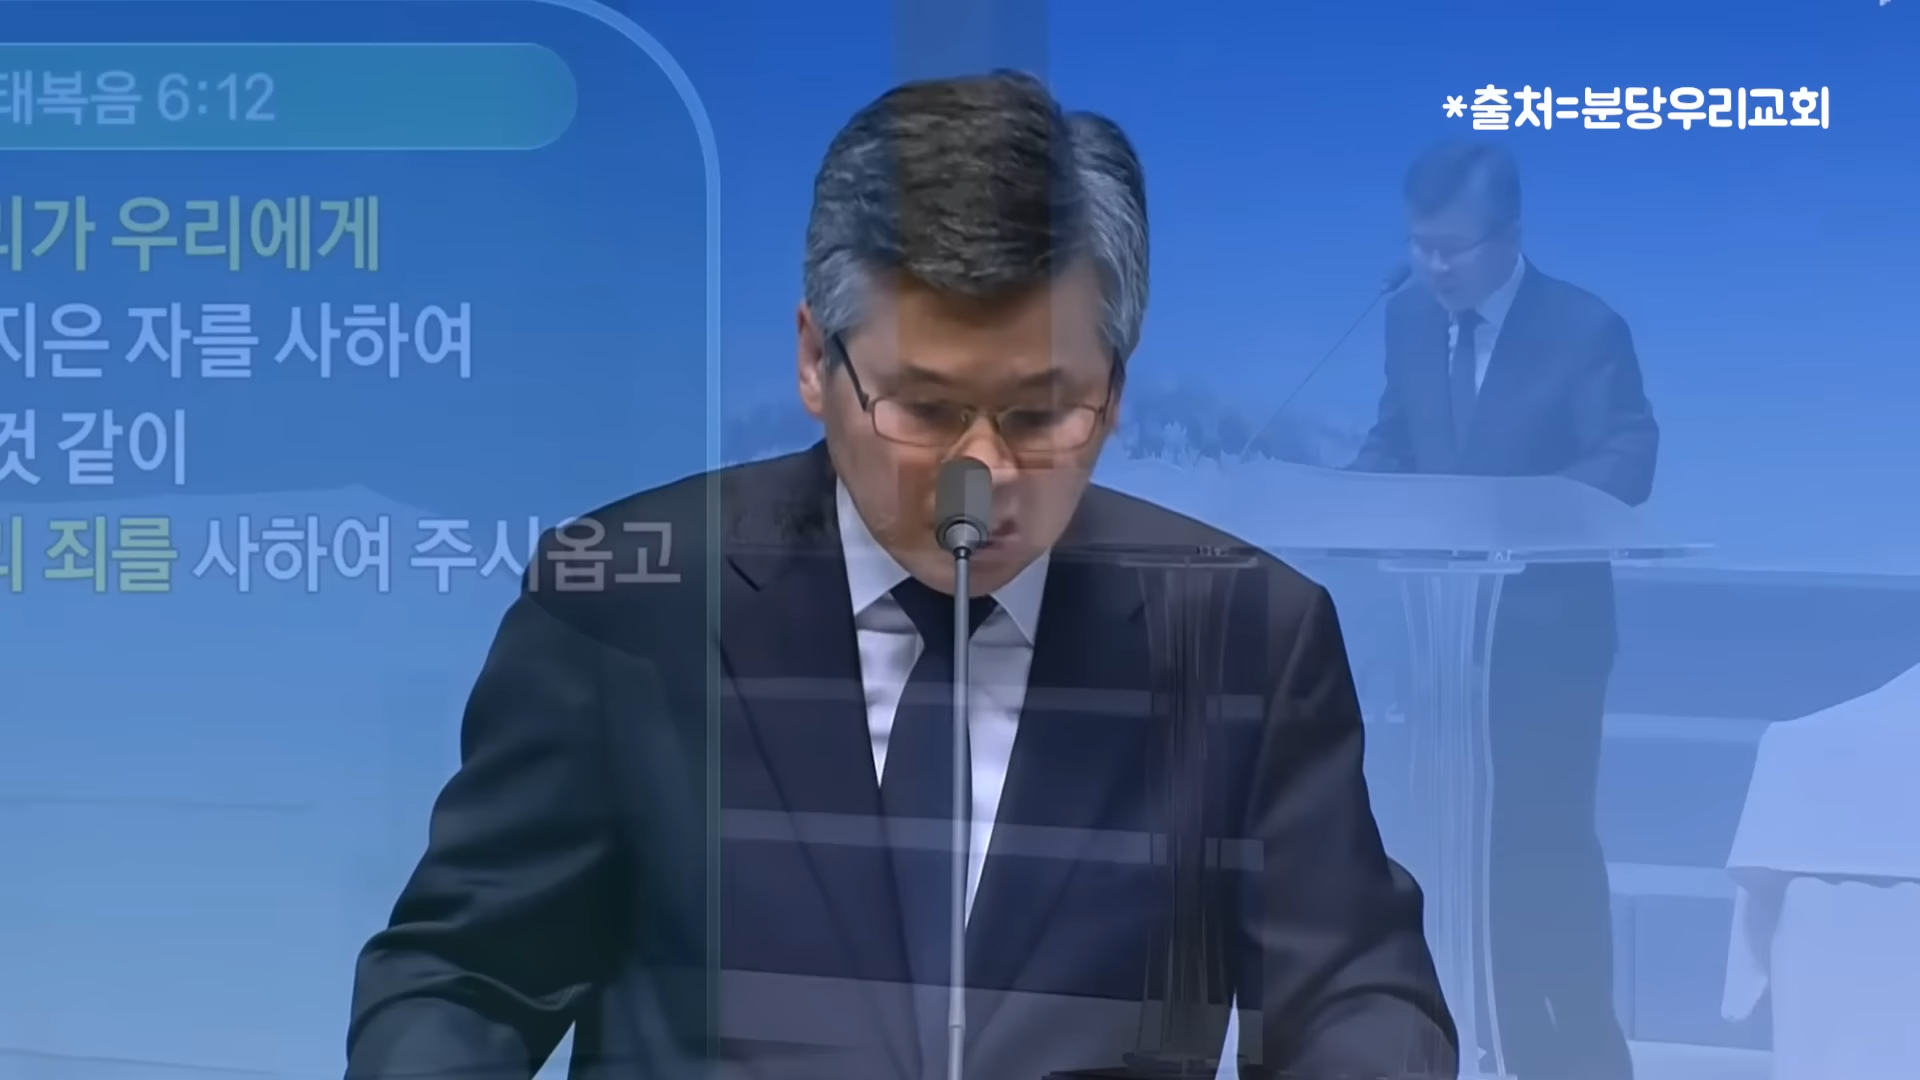 태복음 6:12
*출처=분당우리교회
리가 우리에게
지은 자를 사하여
것 같이
리 죄를 사하여 주시옵고